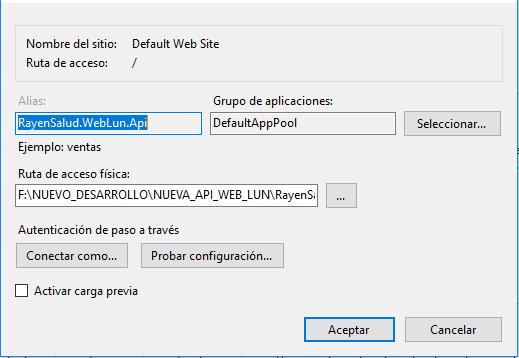 Nombre del sitio: Default Web Site
Ruta de acceso: /
Alias: Grupo de aplicaciones:
RayenSalud.WebLun.Api DefaultAppPool Seleccionar...
Ejemplo: ventas
Ruta de acceso física:
F:\NUEVO_DESARROLLO\NUEVA_API_WEB_LUN\RayenSa ...
Autenticación de paso a través
Conectar como... Probar configuración...
Activar carga previa
Aceptar Cancelar